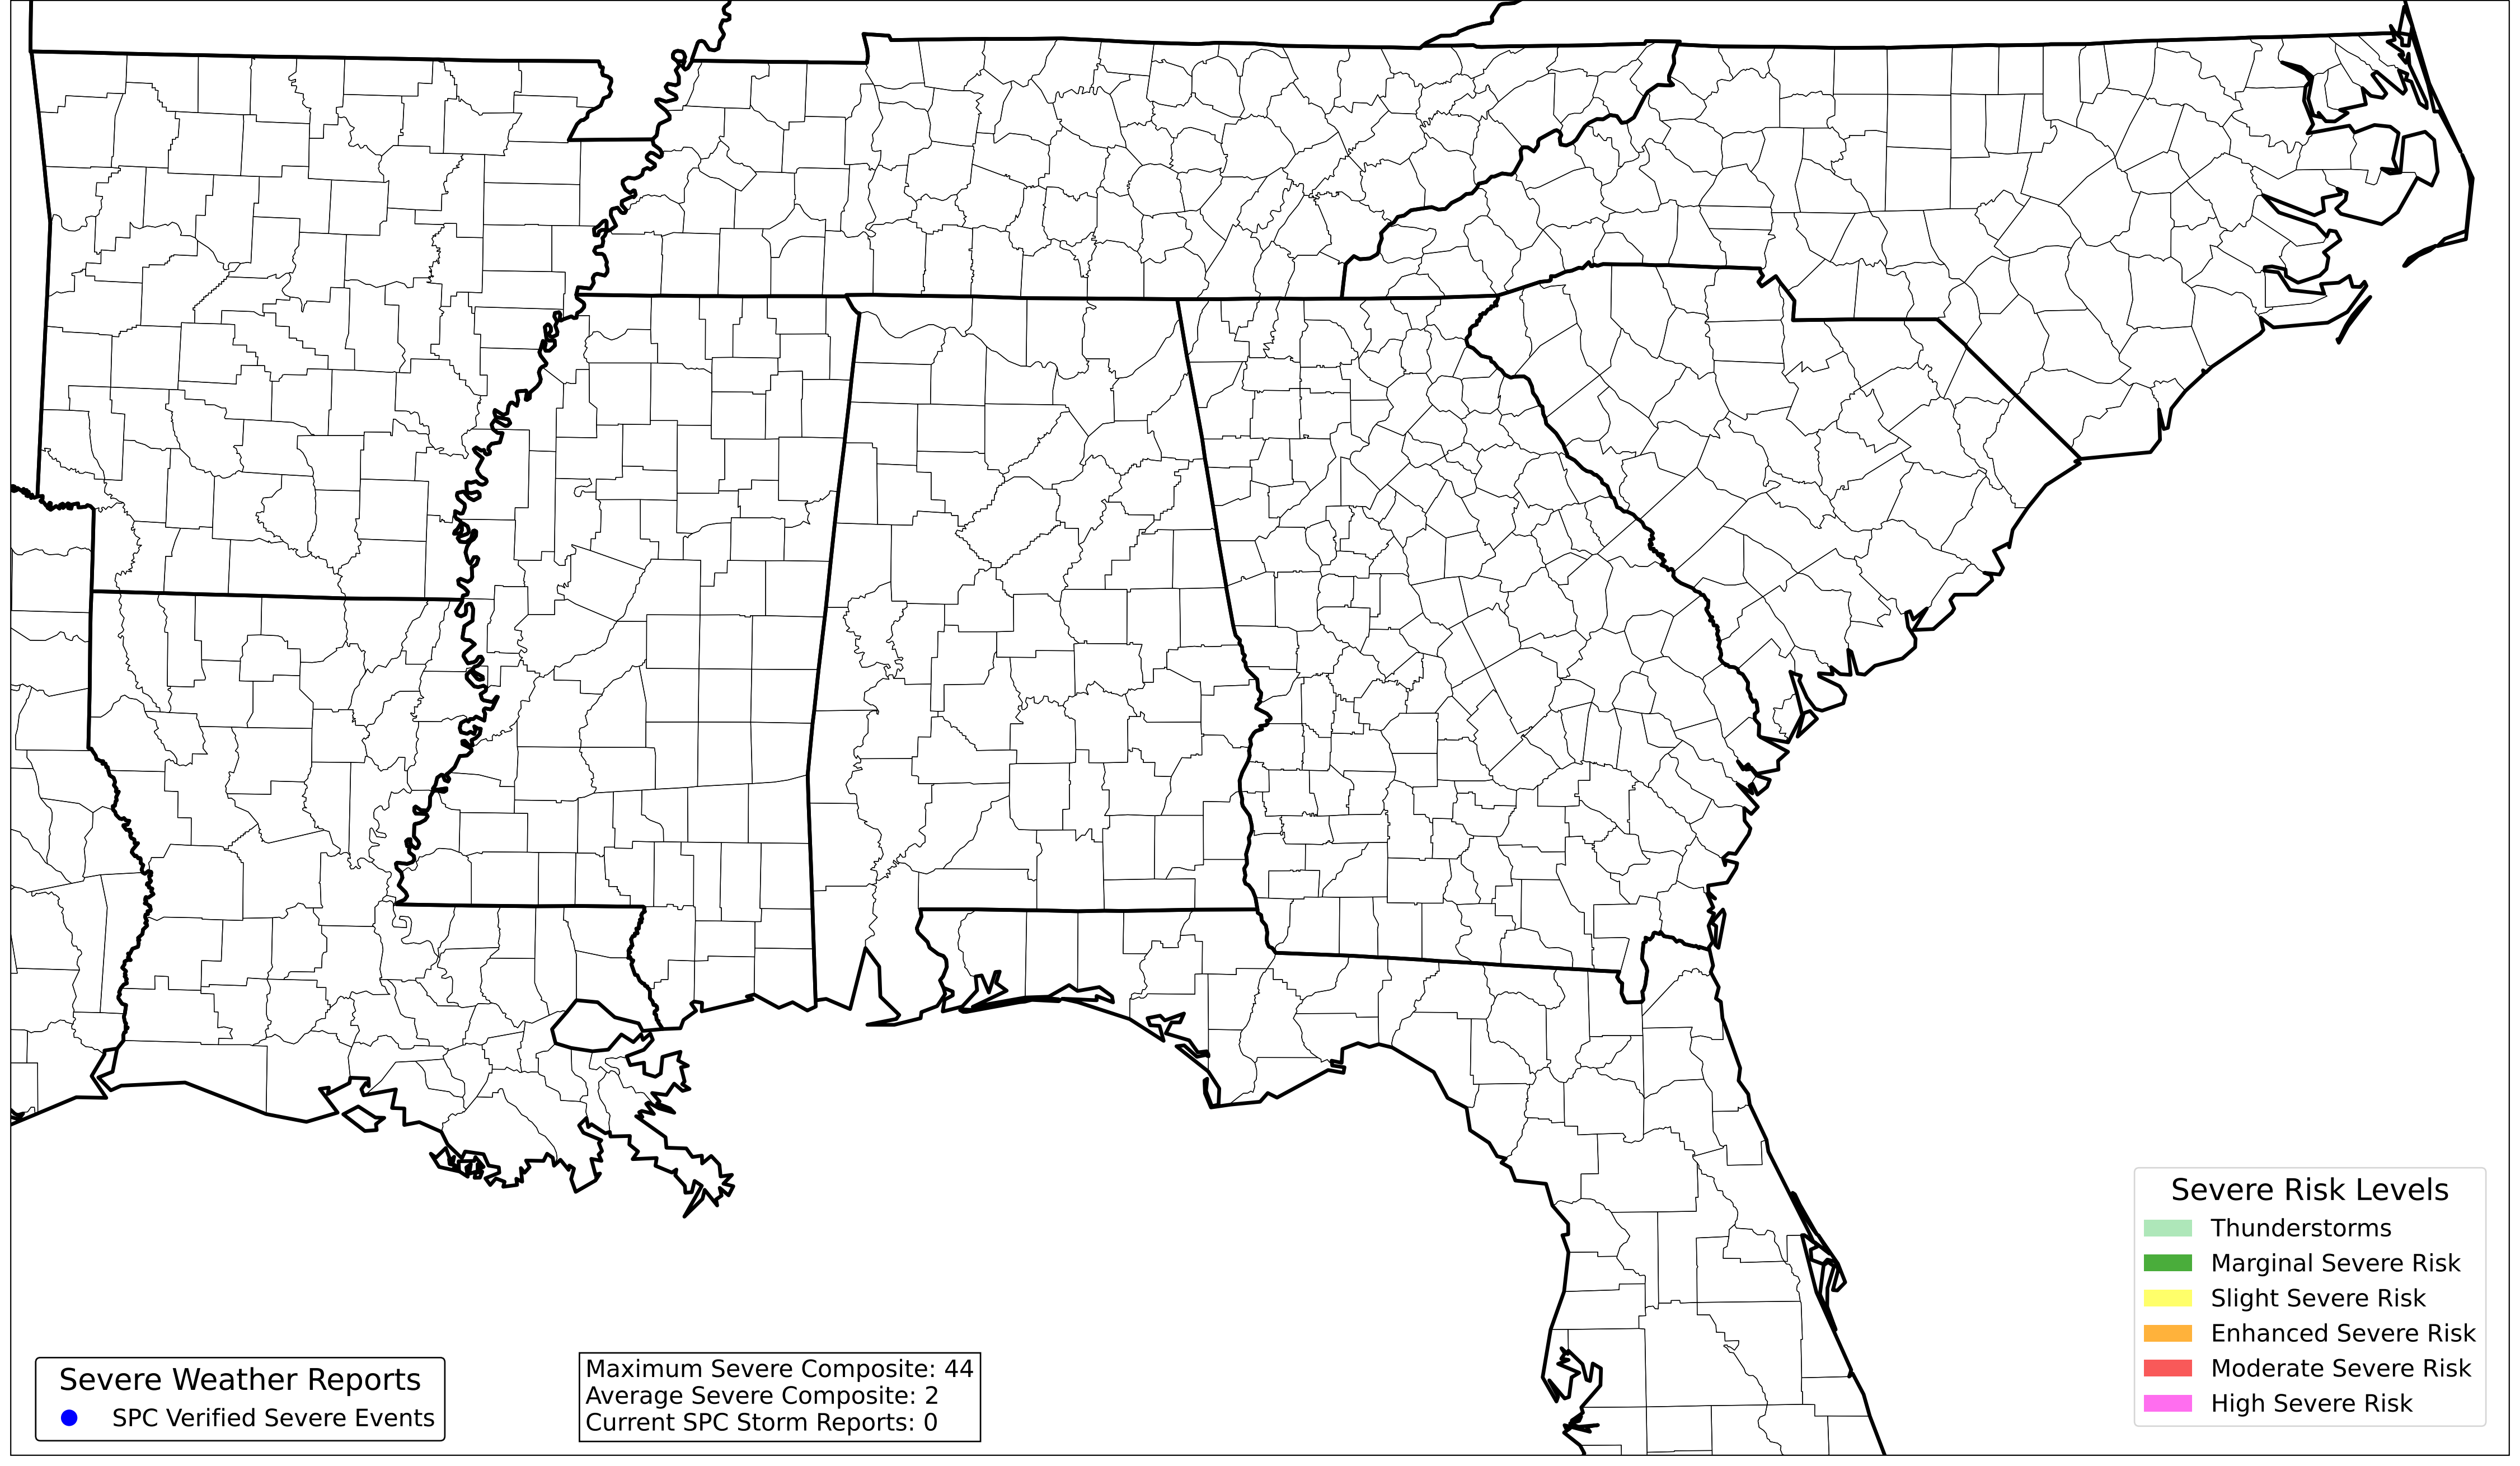 Severe Risk Levels
Thunderstorms
Marginal Severe Risk
Slight Severe Risk
Enhanced Severe Risk
Moderate Severe Risk
High Severe Risk
Severe Weather Reports
SPC Verified Severe Events
Maximum Severe Composite: 44
Average Severe Composite: 2
Current SPC Storm Reports: 0